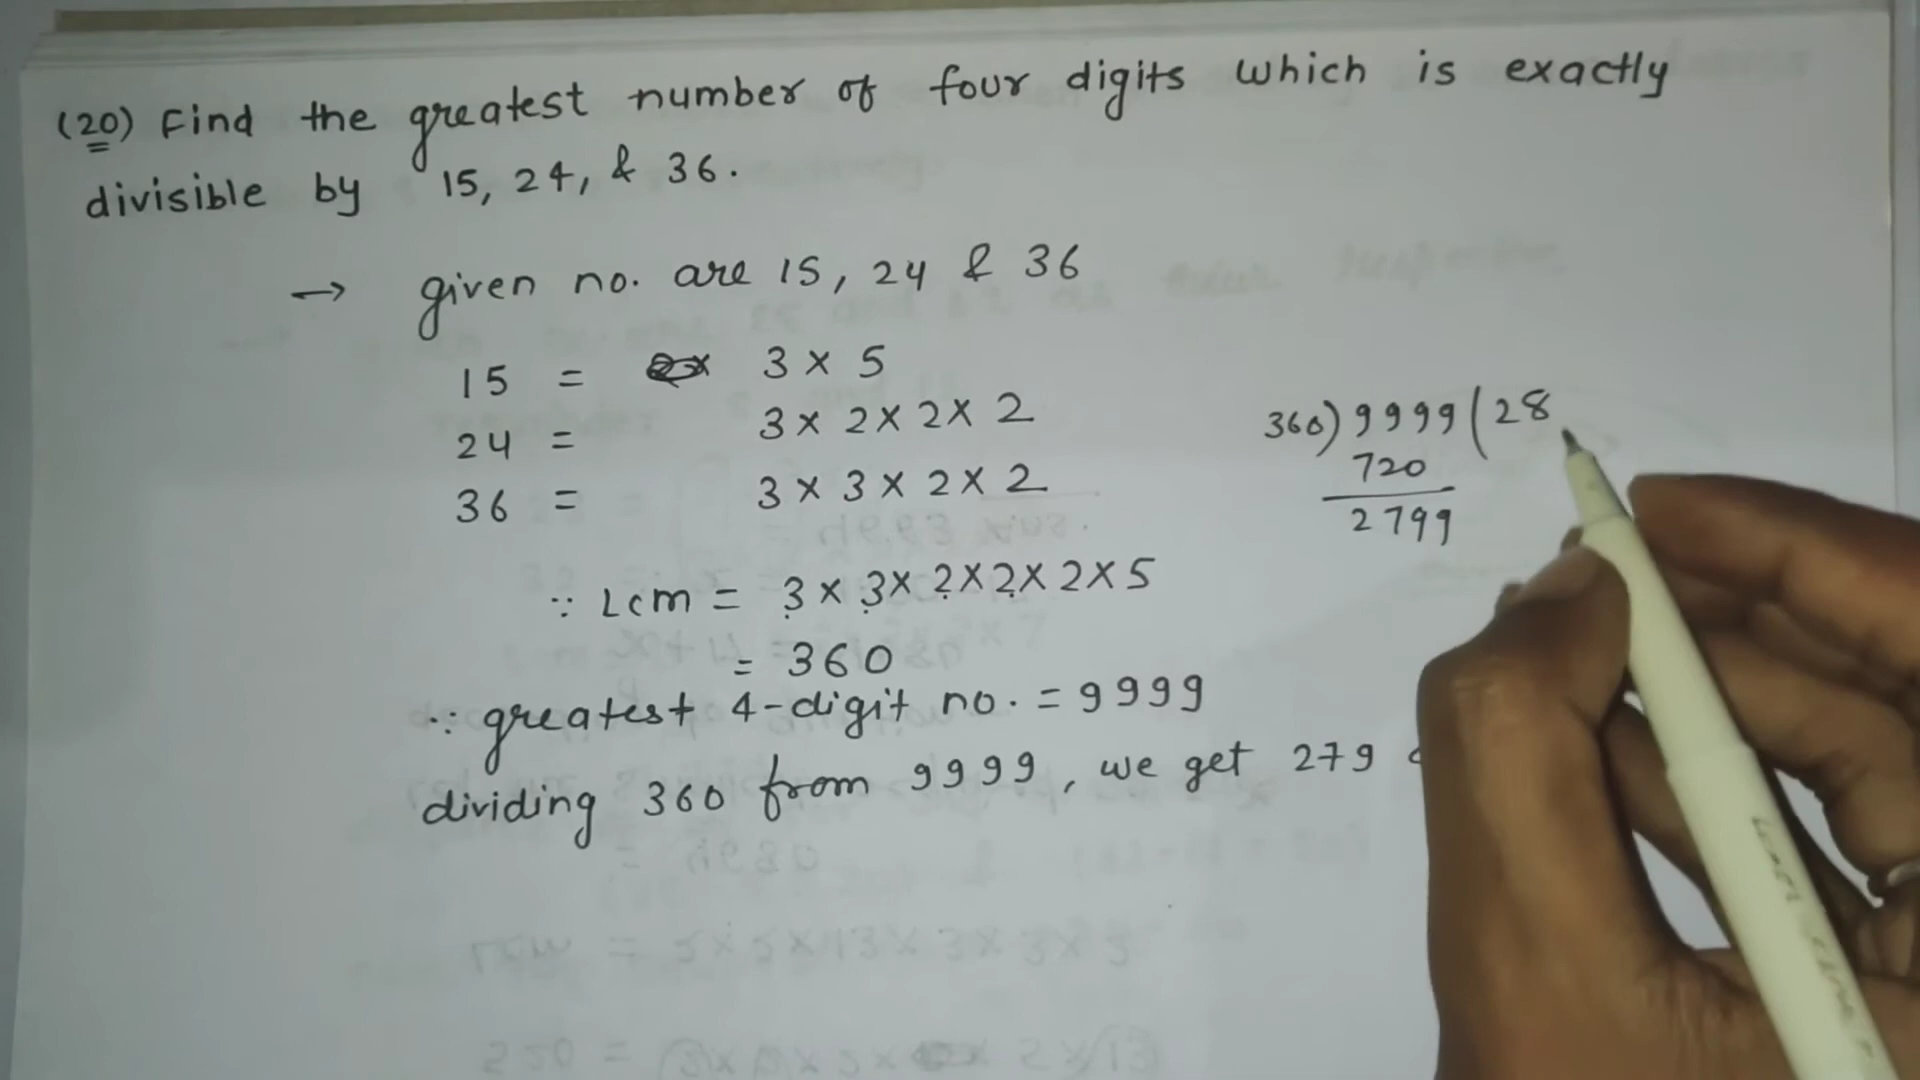 (20) Find the greatest number of four digits which is exactly
divisible by 15, 24, & 36.
→ given no. are 15, 24 & 36
15 = 3 × 5
24 = 3 × 2 × 2 × 2
36 = 3 × 3 × 2 × 2
360) 9999 (28
720
2799
∵ Lcm = 3 × 3 × 2 × 2 × 2 × 5
= 360
∵ greatest 4-digit no. = 9999
dividing 360 from 9999, we get 279